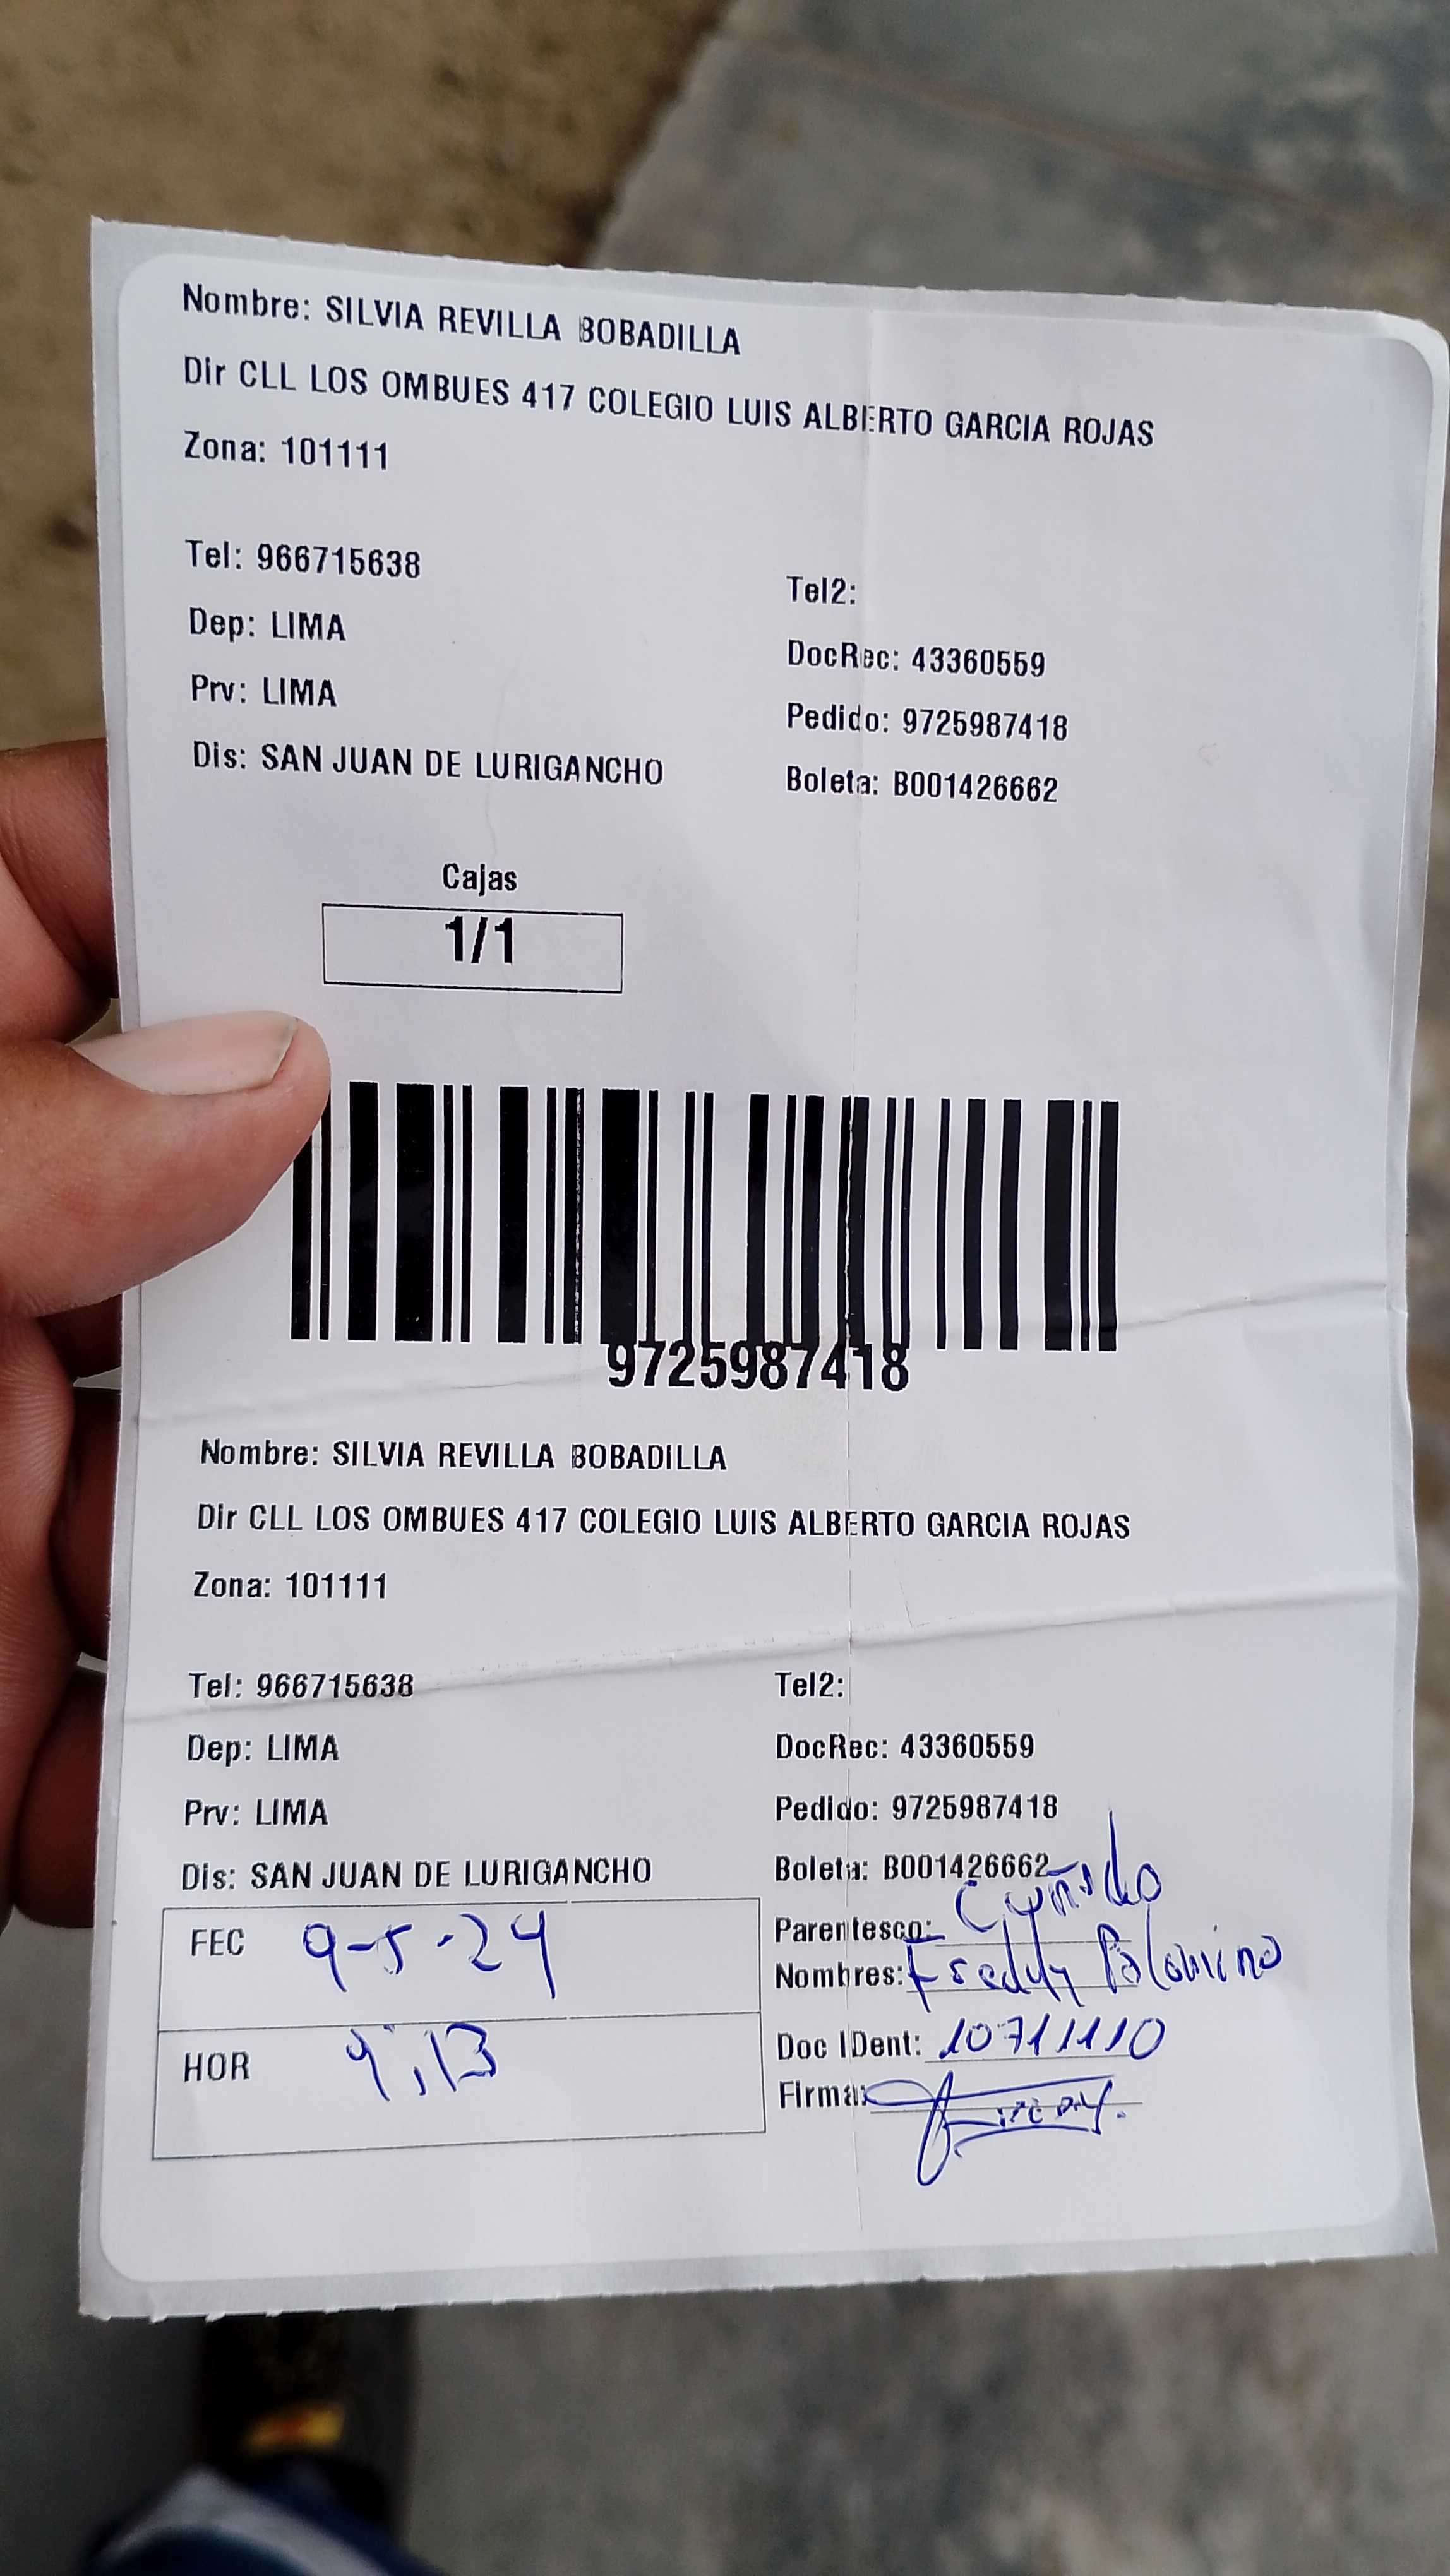 Nombre: SILVIA REVILLA BOBADILLA
Dir CLL LOS OMBUES 417 COLEGIO LUIS ALBERTO GARCIA ROJAS
Zona: 101111
Tel: 966715638
Tel2:
Dep: LIMA
DocRec: 43360559
Prv: LIMA
Pedido: 9725987418
Dis: SAN JUAN DE LURIGANCHO
Boleta: B001426662
Cajas
1/1
9725987418
Nombre: SILVIA REVILLA BOBADILLA
Dir CLL LOS OMBUES 417 COLEGIO LUIS ALBERTO GARCIA ROJAS
Zona: 101111
Tel: 966715638
Tel2:
Dep: LIMA
DocRec: 43360559
Prv: LIMA
Pedido: 9725987418
Dis: SAN JUAN DE LURIGANCHO
Boleta: B001426662
FEC 9-5-24
Parentesco:
Nombres: Freddy Palomino
HOR
Doc IDent: 10711110
Firma: